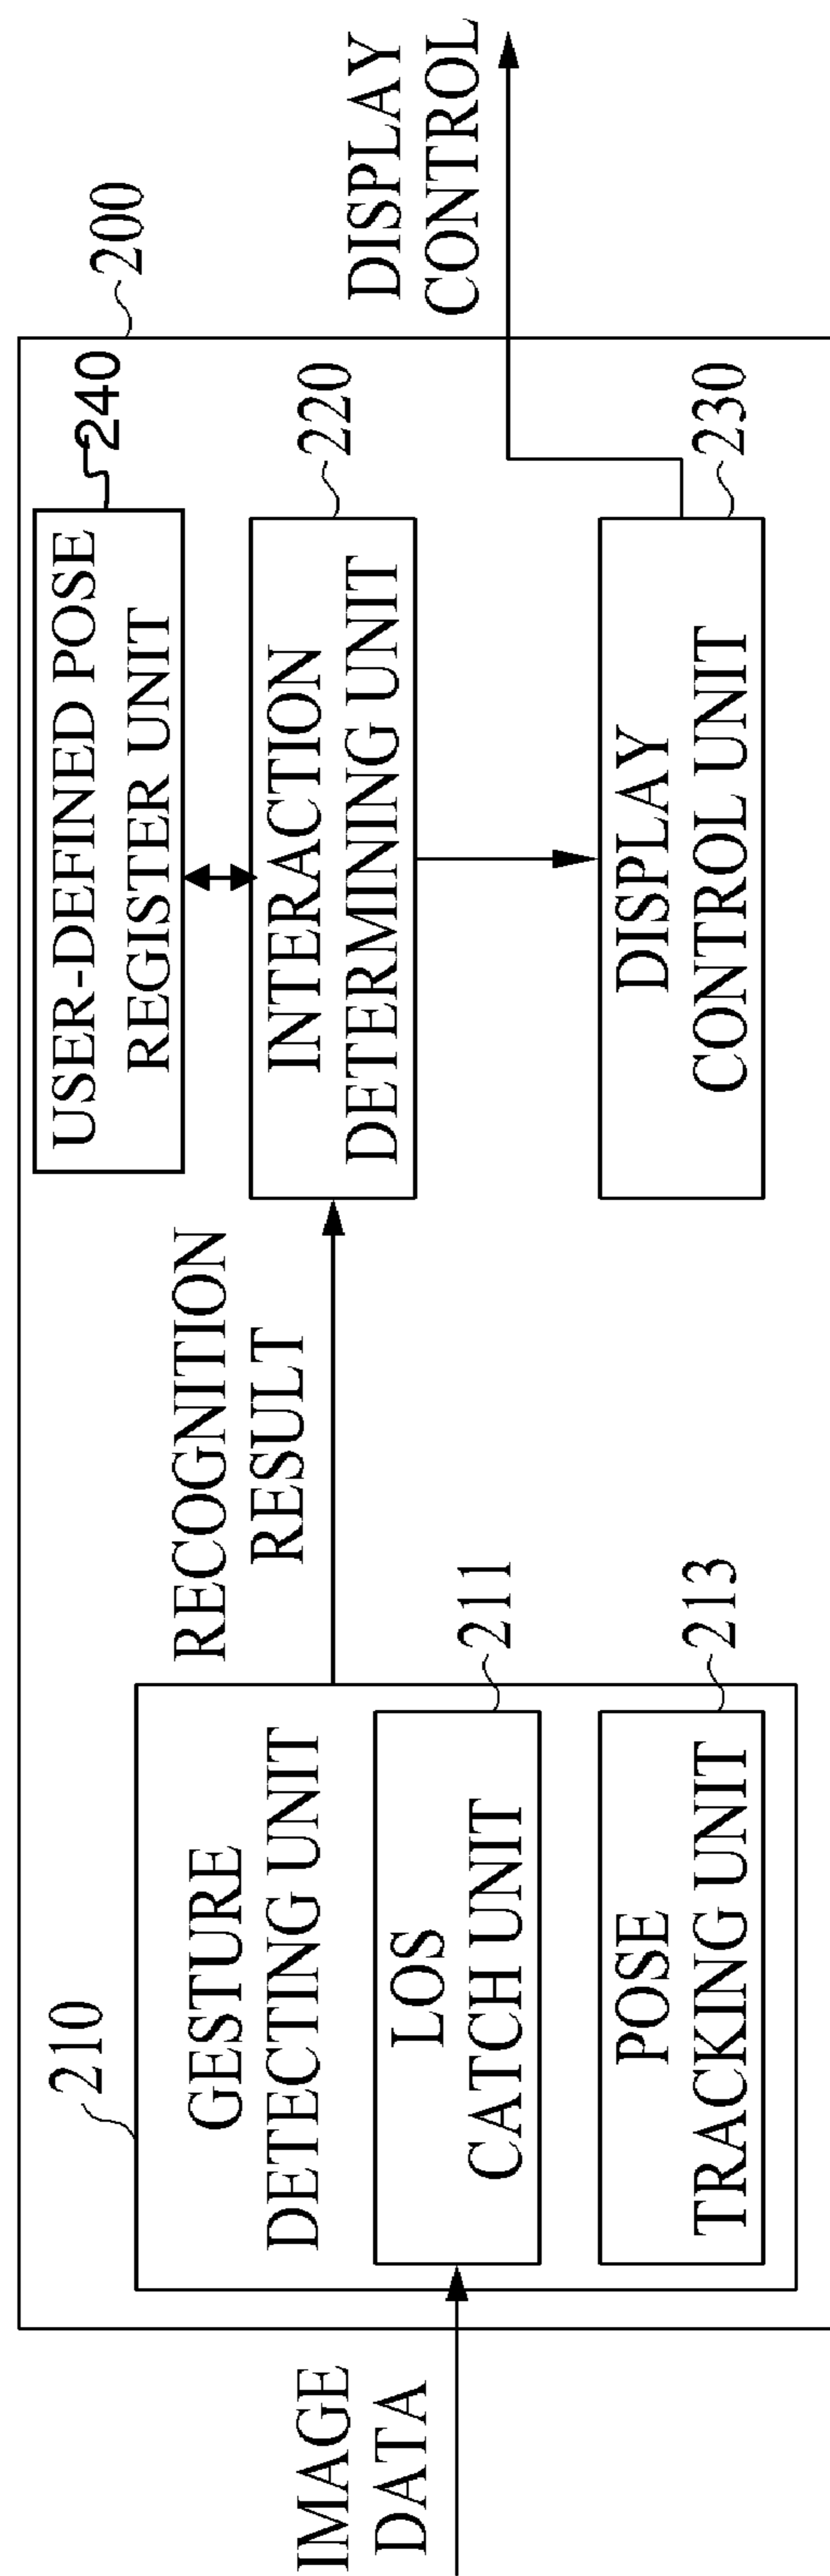 200
USER-DEFINED POSE
REGISTER UNIT
240
210
GESTURE
DETECTING UNIT
RECOGNITION
RESULT
INTERACTION
DETERMINING UNIT
220
DISPLAY
CONTROL
IMAGE
DATA
LOS
CATCH UNIT
211
POSE
TRACKING UNIT
213
DISPLAY
CONTROL UNIT
230